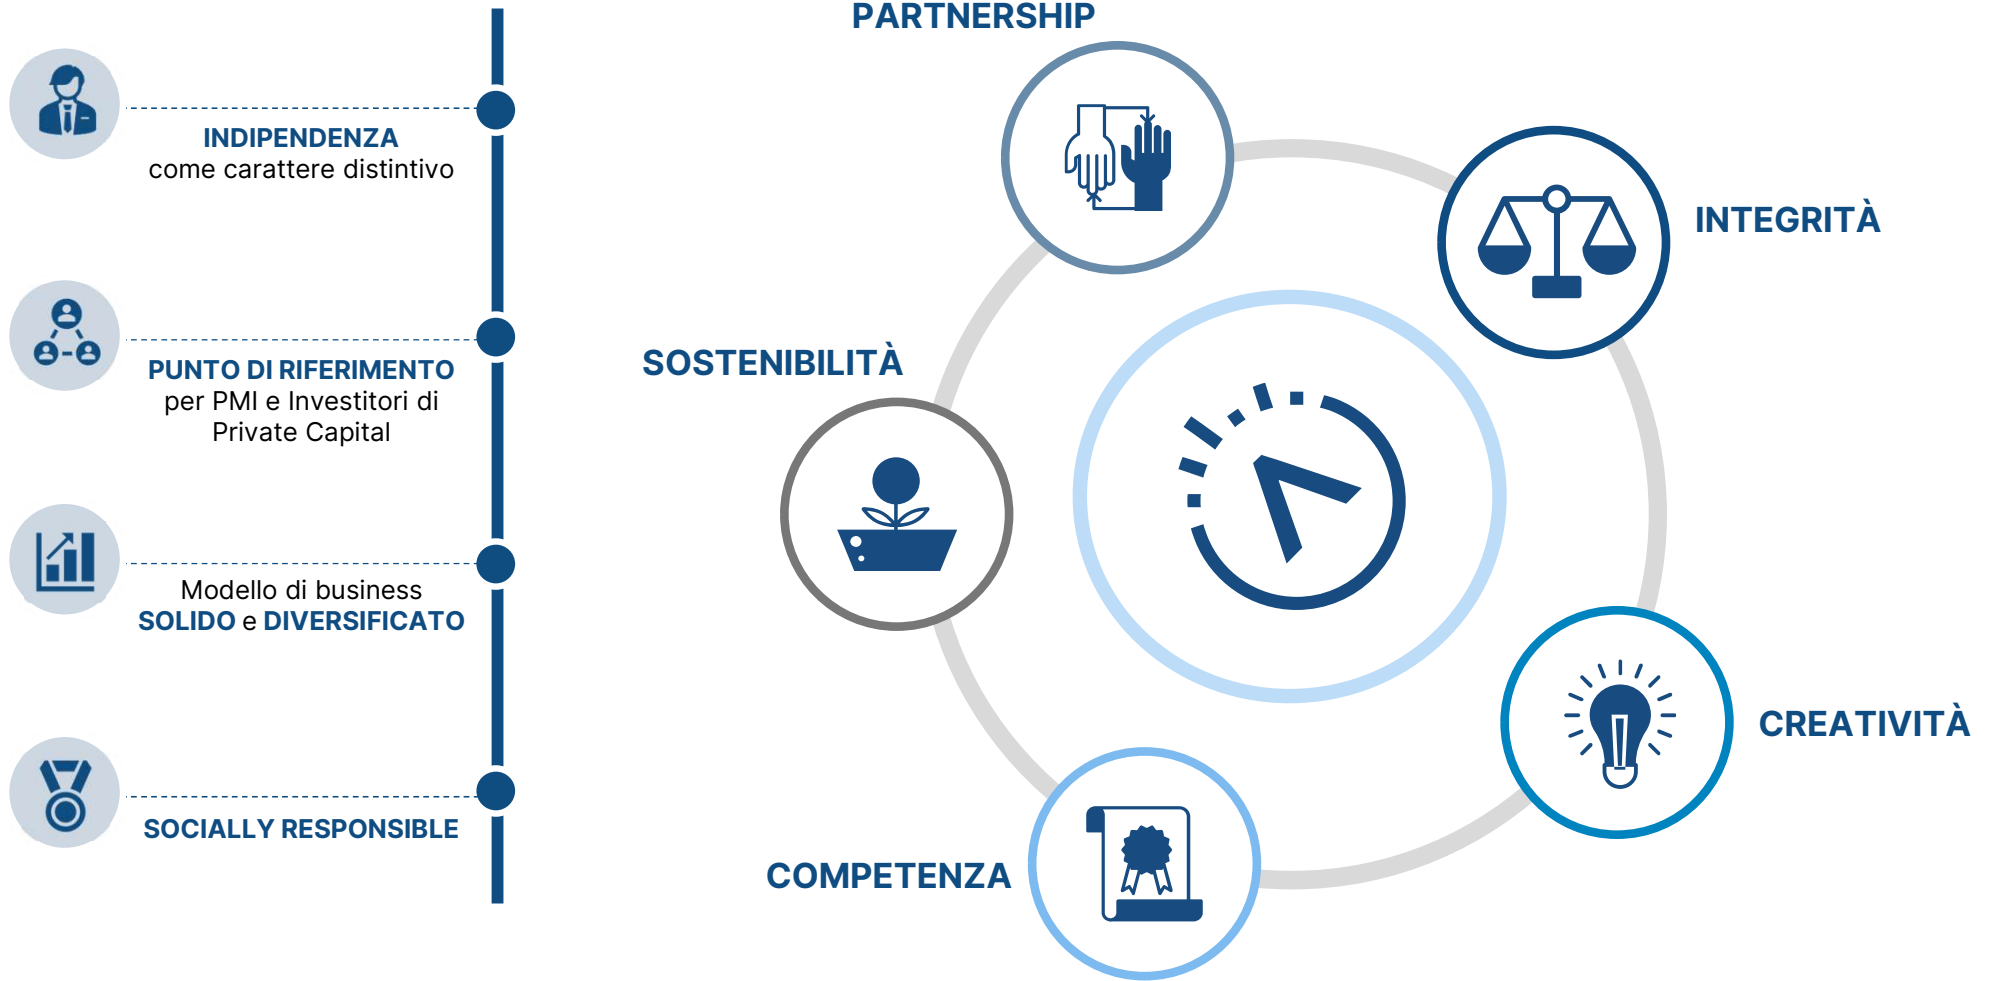 INDIPENDENZA
come carattere distintivo
PUNTO DI RIFERIMENTO
per PMI e Investitori di
Private Capital
Modello di business
SOLIDO e DIVERSIFICATO
SOCIALLY RESPONSIBLE
PARTNERSHIP
INTEGRITÀ
SOSTENIBILITÀ
CREATIVITÀ
COMPETENZA